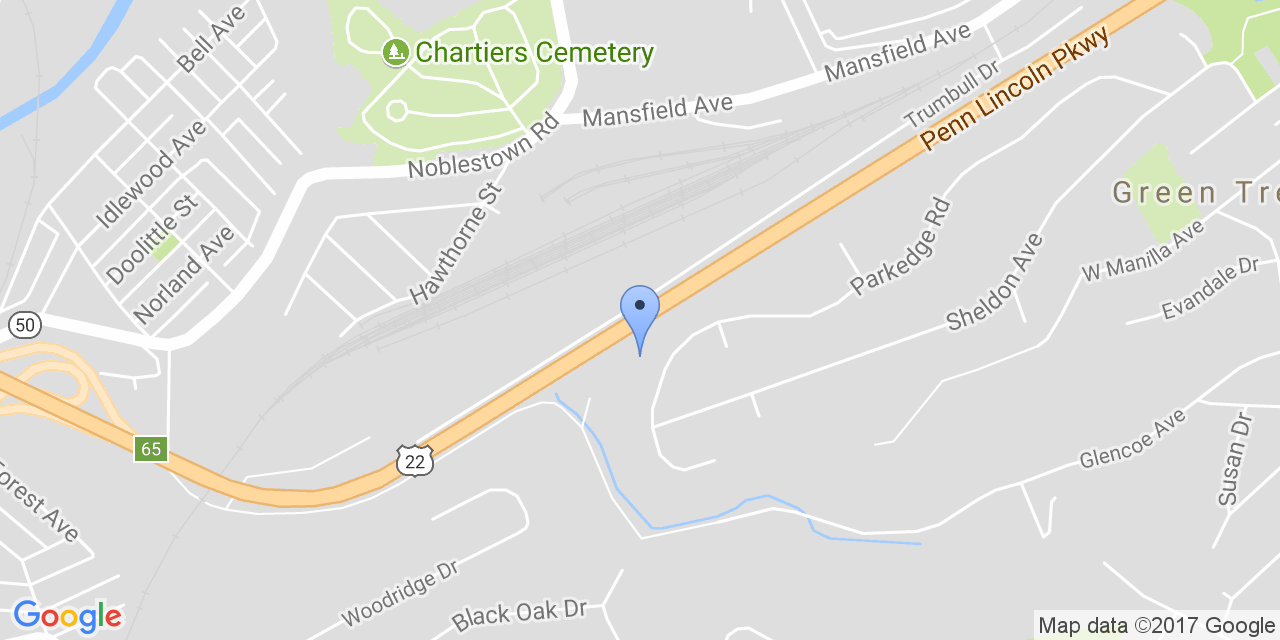 Bell Ave
Chartiers Cemetery
Mansfield Ave
Mansfield Ave
Trumbull Dr
Penn Lincoln Pkwy
Noblestown Rd
Idlewood Ave
Doolittle St
Norland Ave
Hawthorne St
Green Tre
Parkedge Rd
Sheldon Ave
W Manilla Ave
Evandale Dr
50
65
22
Glencoe Ave
Susan Dr
Forest Ave
Woodridge Dr
Black Oak Dr
Google
Map data ©2017 Google